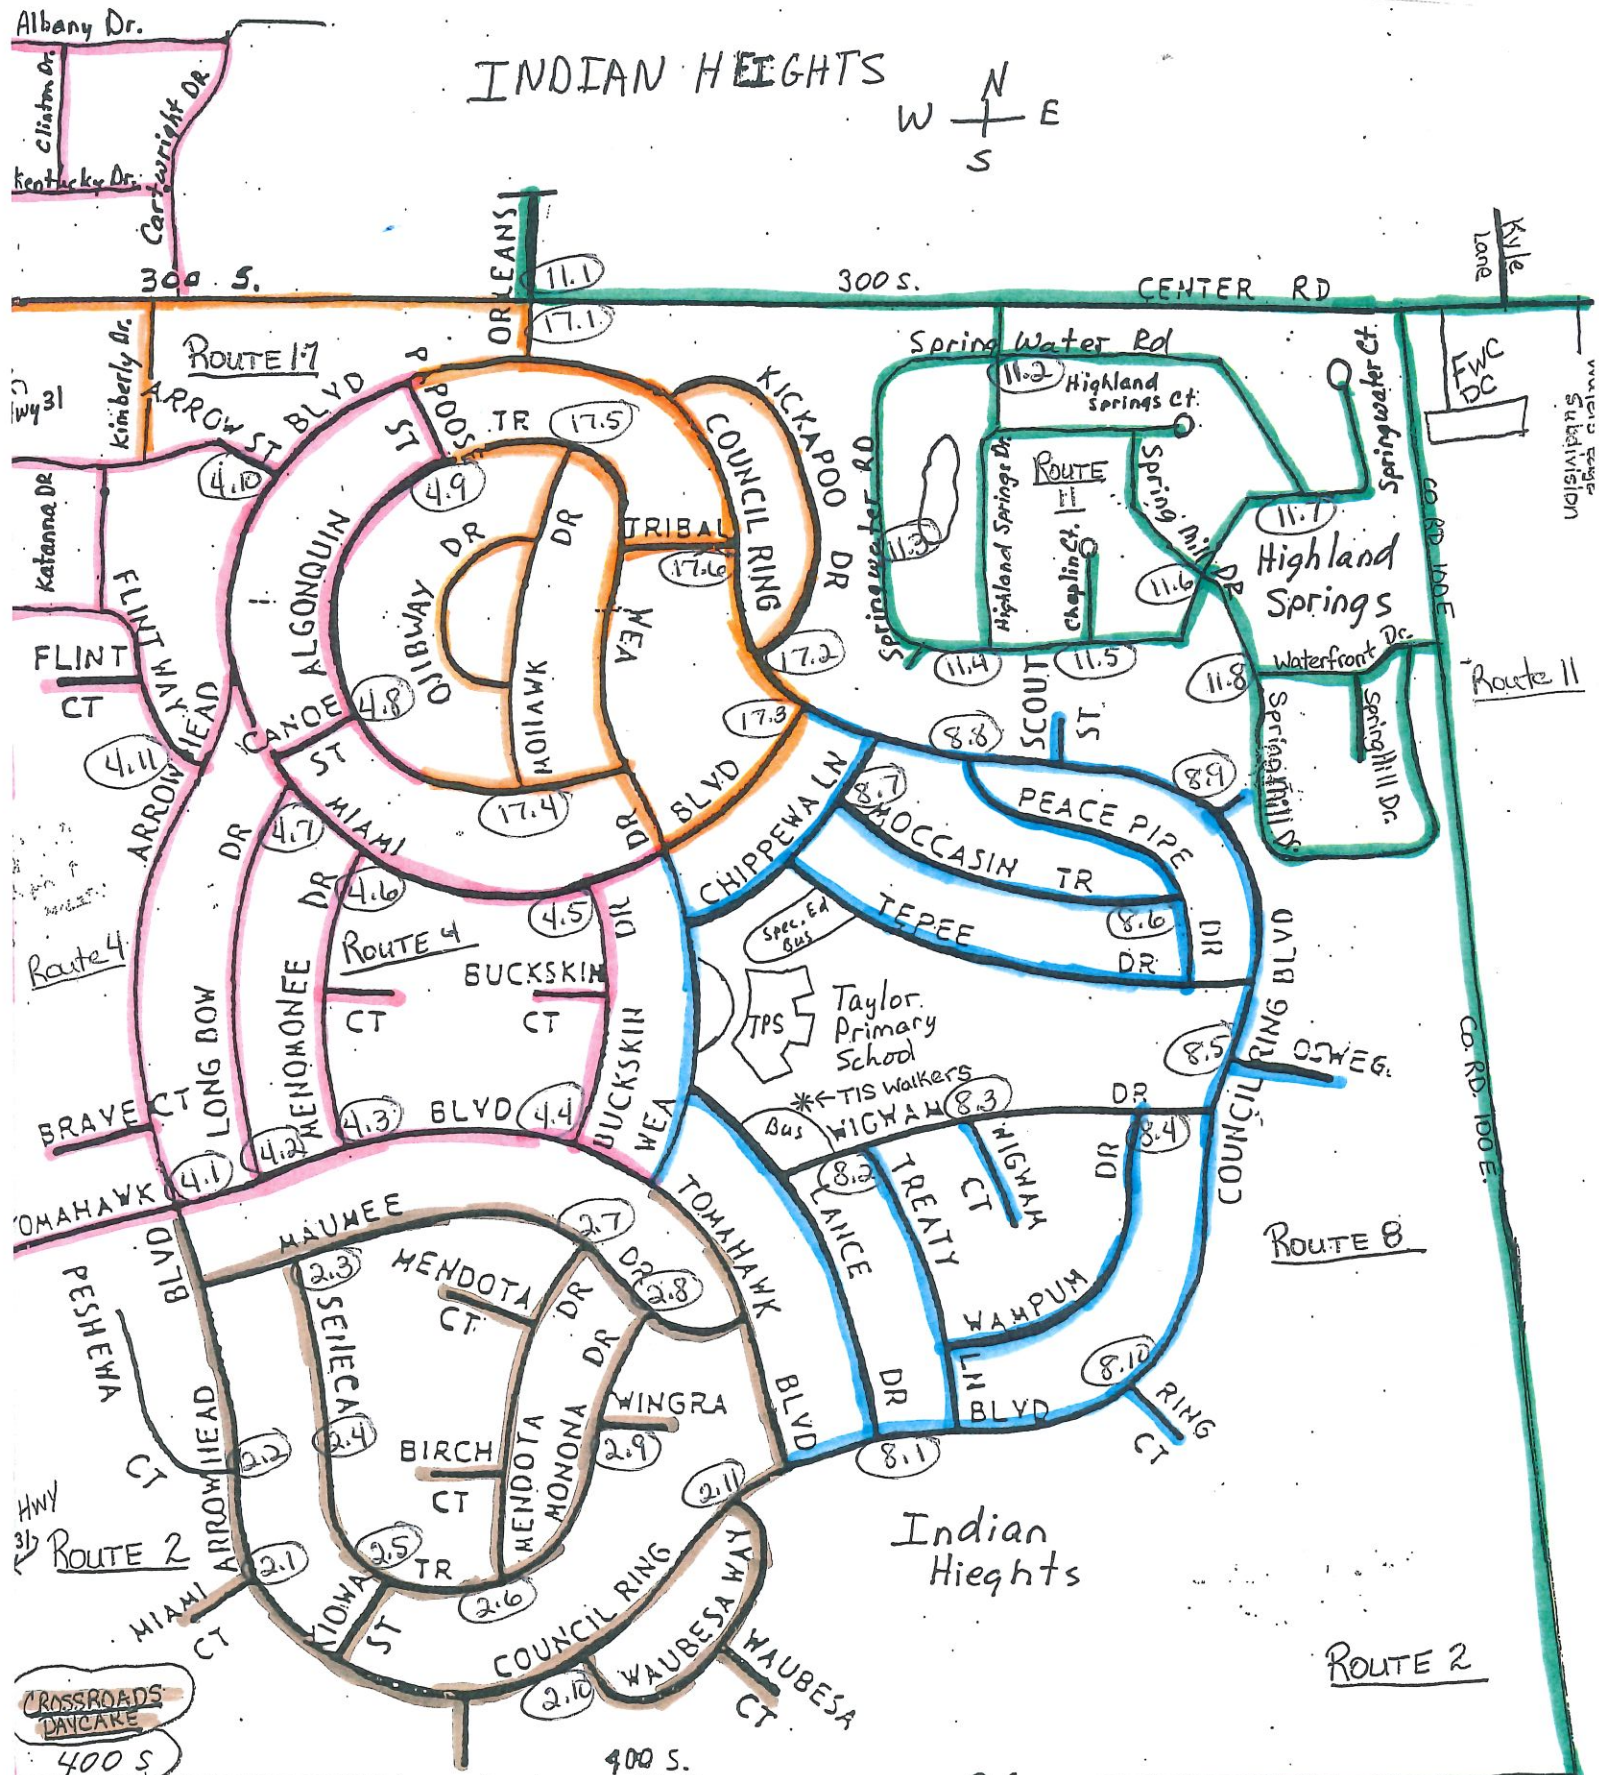 Albany Dr.
INDIAN HEIGHTS
N
W E
S
Clinton Dr.
Cartwright DR.
Kentucky Dr.
ORLEANS
11.1
300 S.
300 S.
CENTER RD
Kyle
Lane
17.1
Kimberly Dr.
ROUTE 17
ARROW ST
BLVD
PPOOSE
ST
TR
17.5
KICKAPOO DR
COUNCIL RING
Spring Water Rd
11.2
Highland
Springs Ct.
Springwater Ct.
FWC
DC
Subdivision
Hwy 31
4.10
4.9
Katanna DR
ALGONQUIN
DR
DR
TRIBAL
17.6
Springwater RD
11.3
Highland Springs Dr.
ROUTE
11
Spring Mill DR
Chaplin Ct.
11.7
11.6
Highland
Springs
CO RD 100 E
FLINT WAY
OJIBWAY
MOHAWK
WEA
FLINT
CT
17.2
11.4
11.5
Waterfront Dr.
11.8
Route 11
CANOE
ST
4.8
17.3
SCOUT
ST
8.8
Springmill D.
Springhill Dr.
4.11
ARROWHEAD
MIAMI
17.4
DR
BLVD
CHIPPEWA LN
8.7
8.9
PEACE PIPE
MOCCASIN TR
DR
4.7
DR
4.6
4.5
DR
Spec. Ed
Bus
TEPEE
DR
8.6
DR
Route 4
ROUTE 4
LONG BOW
MENOMONEE
CT
BUCKSKIN
CT
BUCKSKIN
TPS
Taylor
Primary
School
*←TIS Walkers
COUNCIL RING BLVD
8.5
OSWEG.
CO. RD. 100 E.
BRAVE CT
4.1
4.2
4.3
BLVD
4.4
WEA
Bus
WIGWAM
8.3
DR
8.4
8.2
WIGWAM
CT
TREATY
LANCE
DR
TOMAHAWK
OMAHAWK
BLVD
MAUMEE
2.7
DR
2.8
2.3
MENDOTA
CT
DR
DR
ROUTE 8
PESHEWA
CT
SENECA
WAMPUM
LN
8.10
RING
CT
DR
BLVD
BLVD
8.1
ARROWHEAD
2.2
2.4
BIRCH
CT
MENDOTA
MONONA
WINGRA
2.9
2.11
HWY
31
ROUTE 2
2.1
2.5
TR
2.6
MIAMI
CT
KIOWA
ST
COUNCIL RING
WAUBESA WAY
2.10
WAUBESA
CT
Indian
Hieghts
ROUTE 2
CROSSROADS
DAYCARE
400 S
400 S.